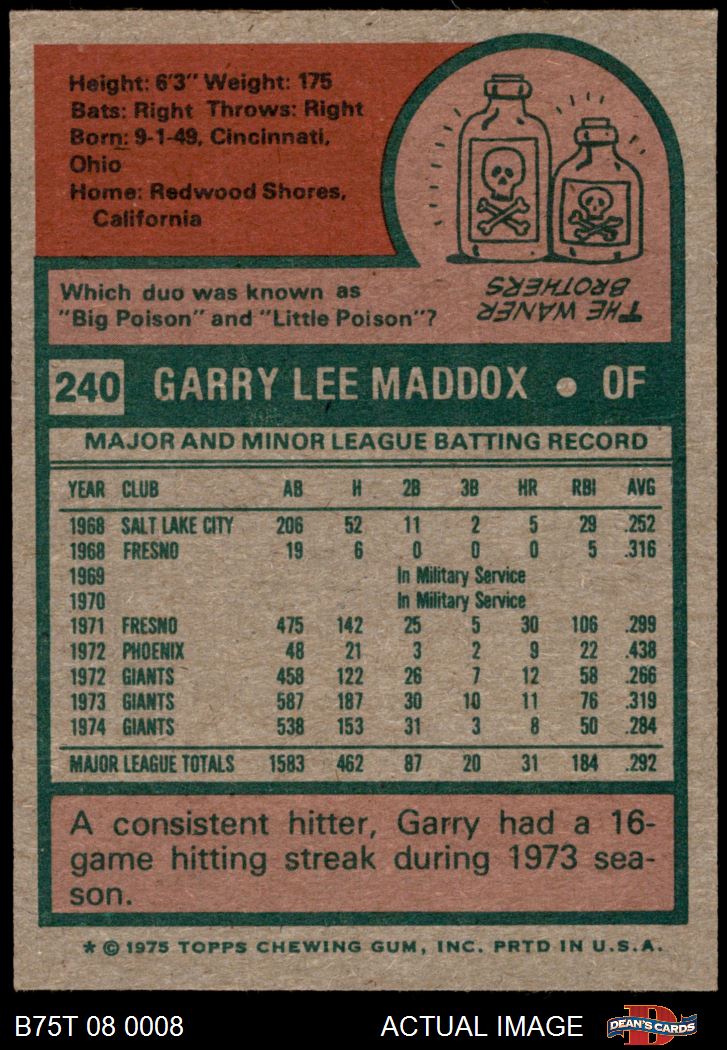 Height: 6'3" Weight: 175
Bats: Right Throws: Right
Born: 9-1-49, Cincinnati,
Ohio
Home: Redwood Shores,
California
THE WANER
BROTHERS
Which duo was known as
"Big Poison" and "Little Poison"?
240 GARRY LEE MADDOX • OF
MAJOR AND MINOR LEAGUE BATTING RECORD
YEAR CLUB AB H 2B 3B HR RBI AVG
1968 SALT LAKE CITY 206 52 11 2 5 29 .252
1968 FRESNO 19 6 0 0 0 5 .316
1969 In Military Service
1970 In Military Service
1971 FRESNO 475 142 25 5 30 106 .299
1972 PHOENIX 48 21 3 2 9 22 .438
1972 GIANTS 458 122 26 7 12 58 .266
1973 GIANTS 587 187 30 10 11 76 .319
1974 GIANTS 538 153 31 3 8 50 .284
MAJOR LEAGUE TOTALS 1583 462 87 20 31 184 .292
A consistent hitter, Garry had a 16-
game hitting streak during 1973 sea-
son.
* © 1975 TOPPS CHEWING GUM, INC. PRTD IN U.S.A.
B75T 08 0008 ACTUAL IMAGE D DEAN'S CARDS